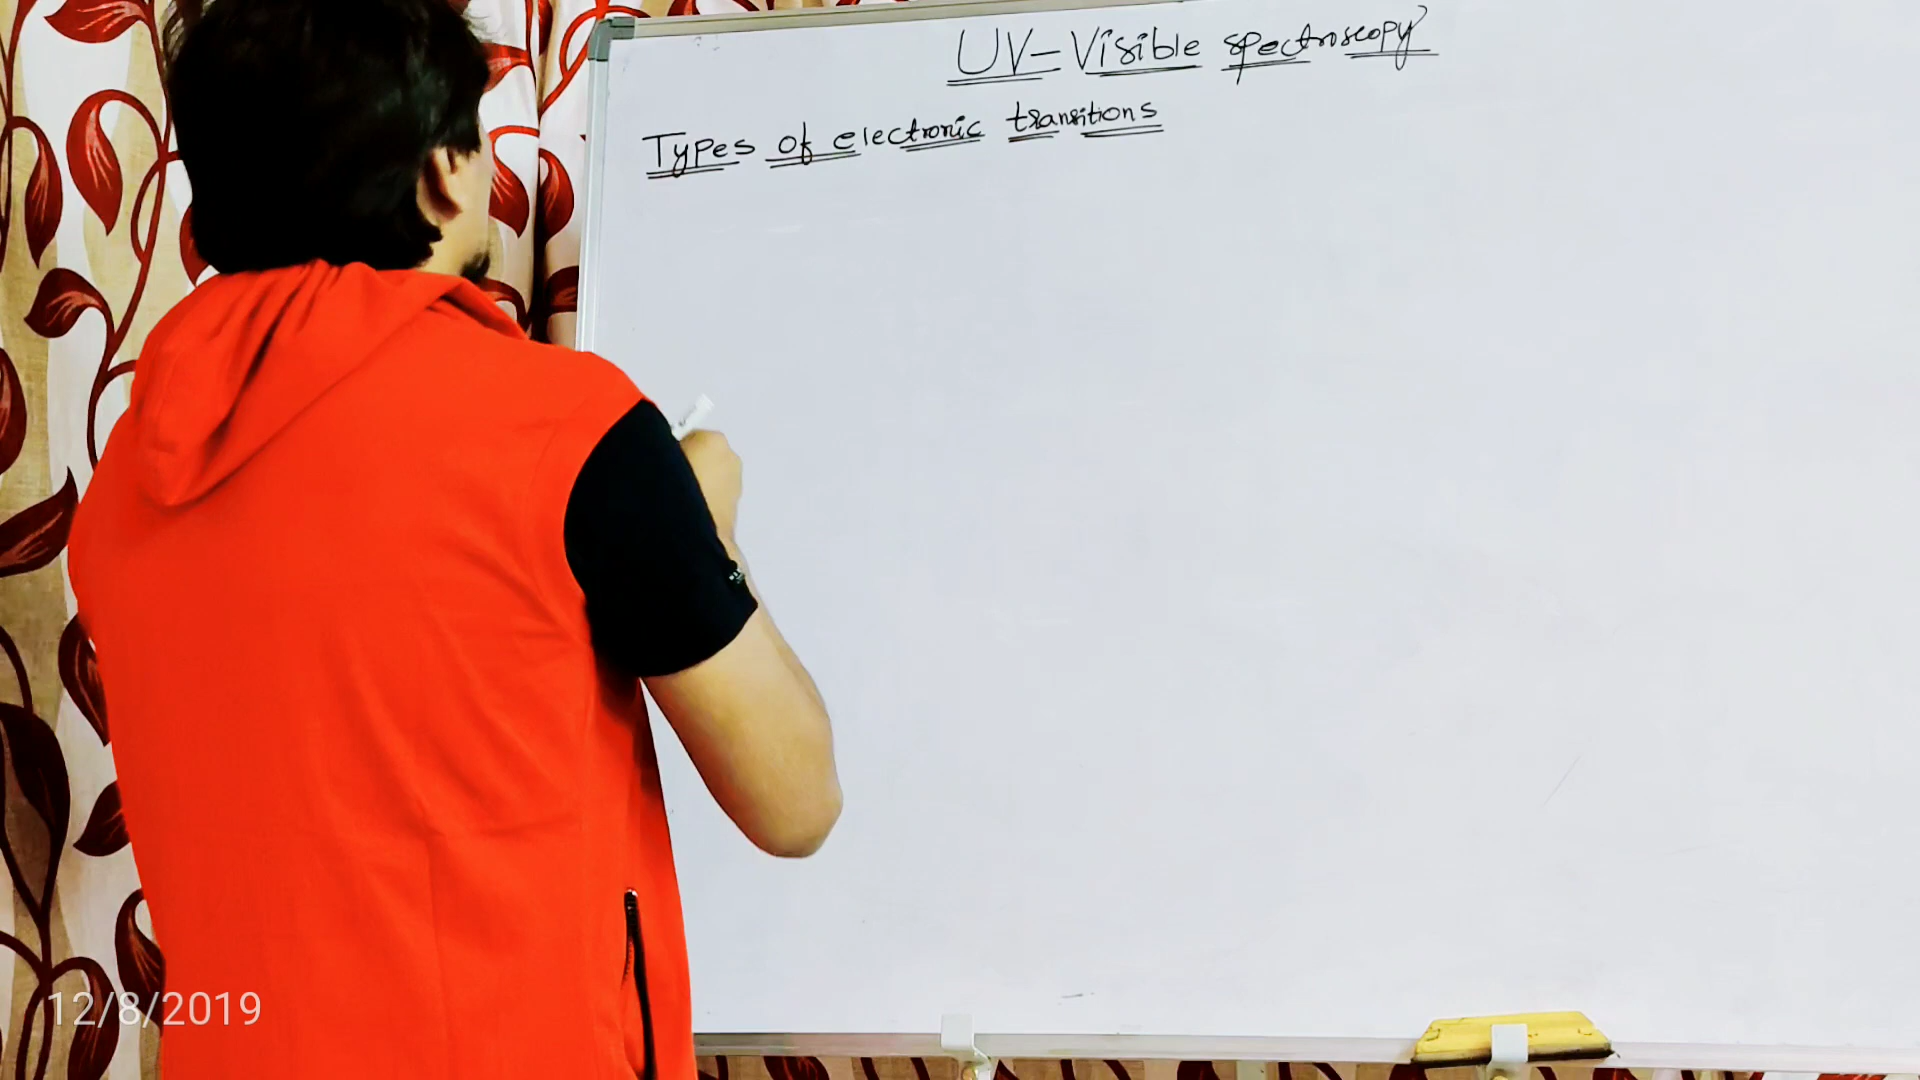 UV-Visible spectroscopy
Types of electronic transitions
12/8/2019